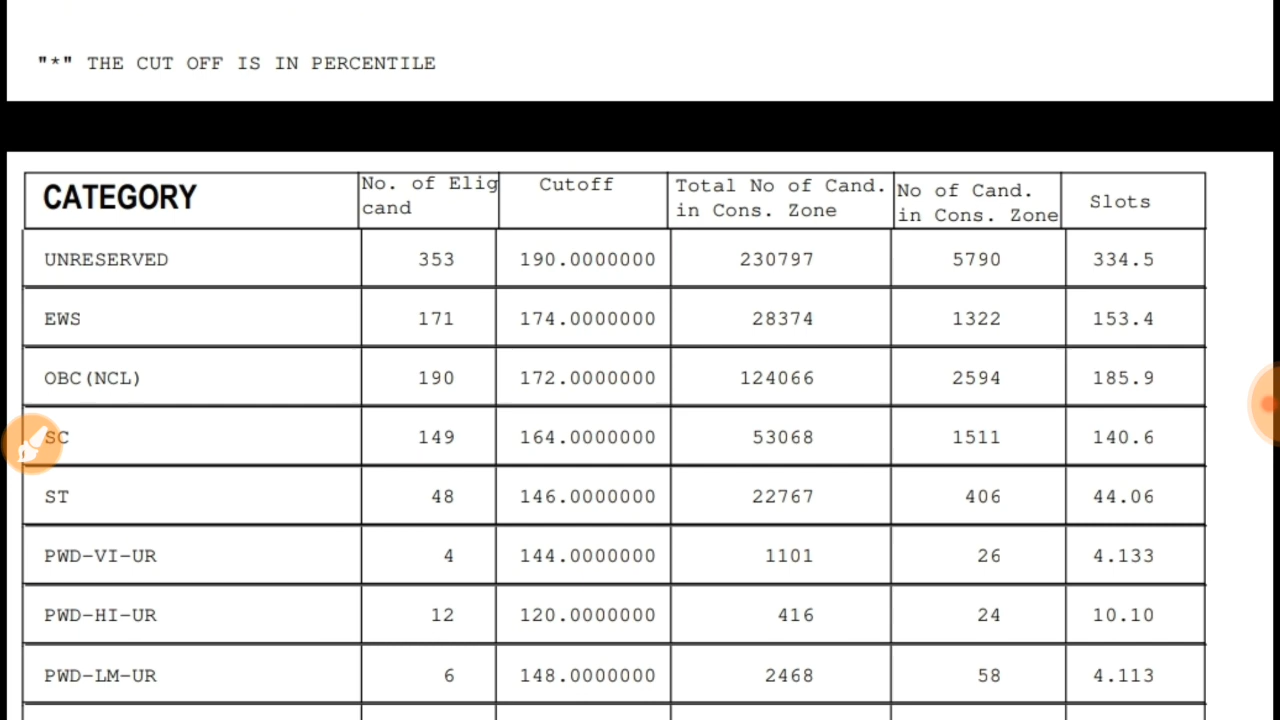 "*" THE CUT OFF IS IN PERCENTILE
CATEGORY No. of Elig cand Cutoff Total No of Cand. in Cons. Zone No of Cand. in Cons. Zone Slots
UNRESERVED 353 190.0000000 230797 5790 334.5
EWS 171 174.0000000 28374 1322 153.4
OBC(NCL) 190 172.0000000 124066 2594 185.9
SC 149 164.0000000 53068 1511 140.6
ST 48 146.0000000 22767 406 44.06
PWD-VI-UR 4 144.0000000 1101 26 4.133
PWD-HI-UR 12 120.0000000 416 24 10.10
PWD-LM-UR 6 148.0000000 2468 58 4.113